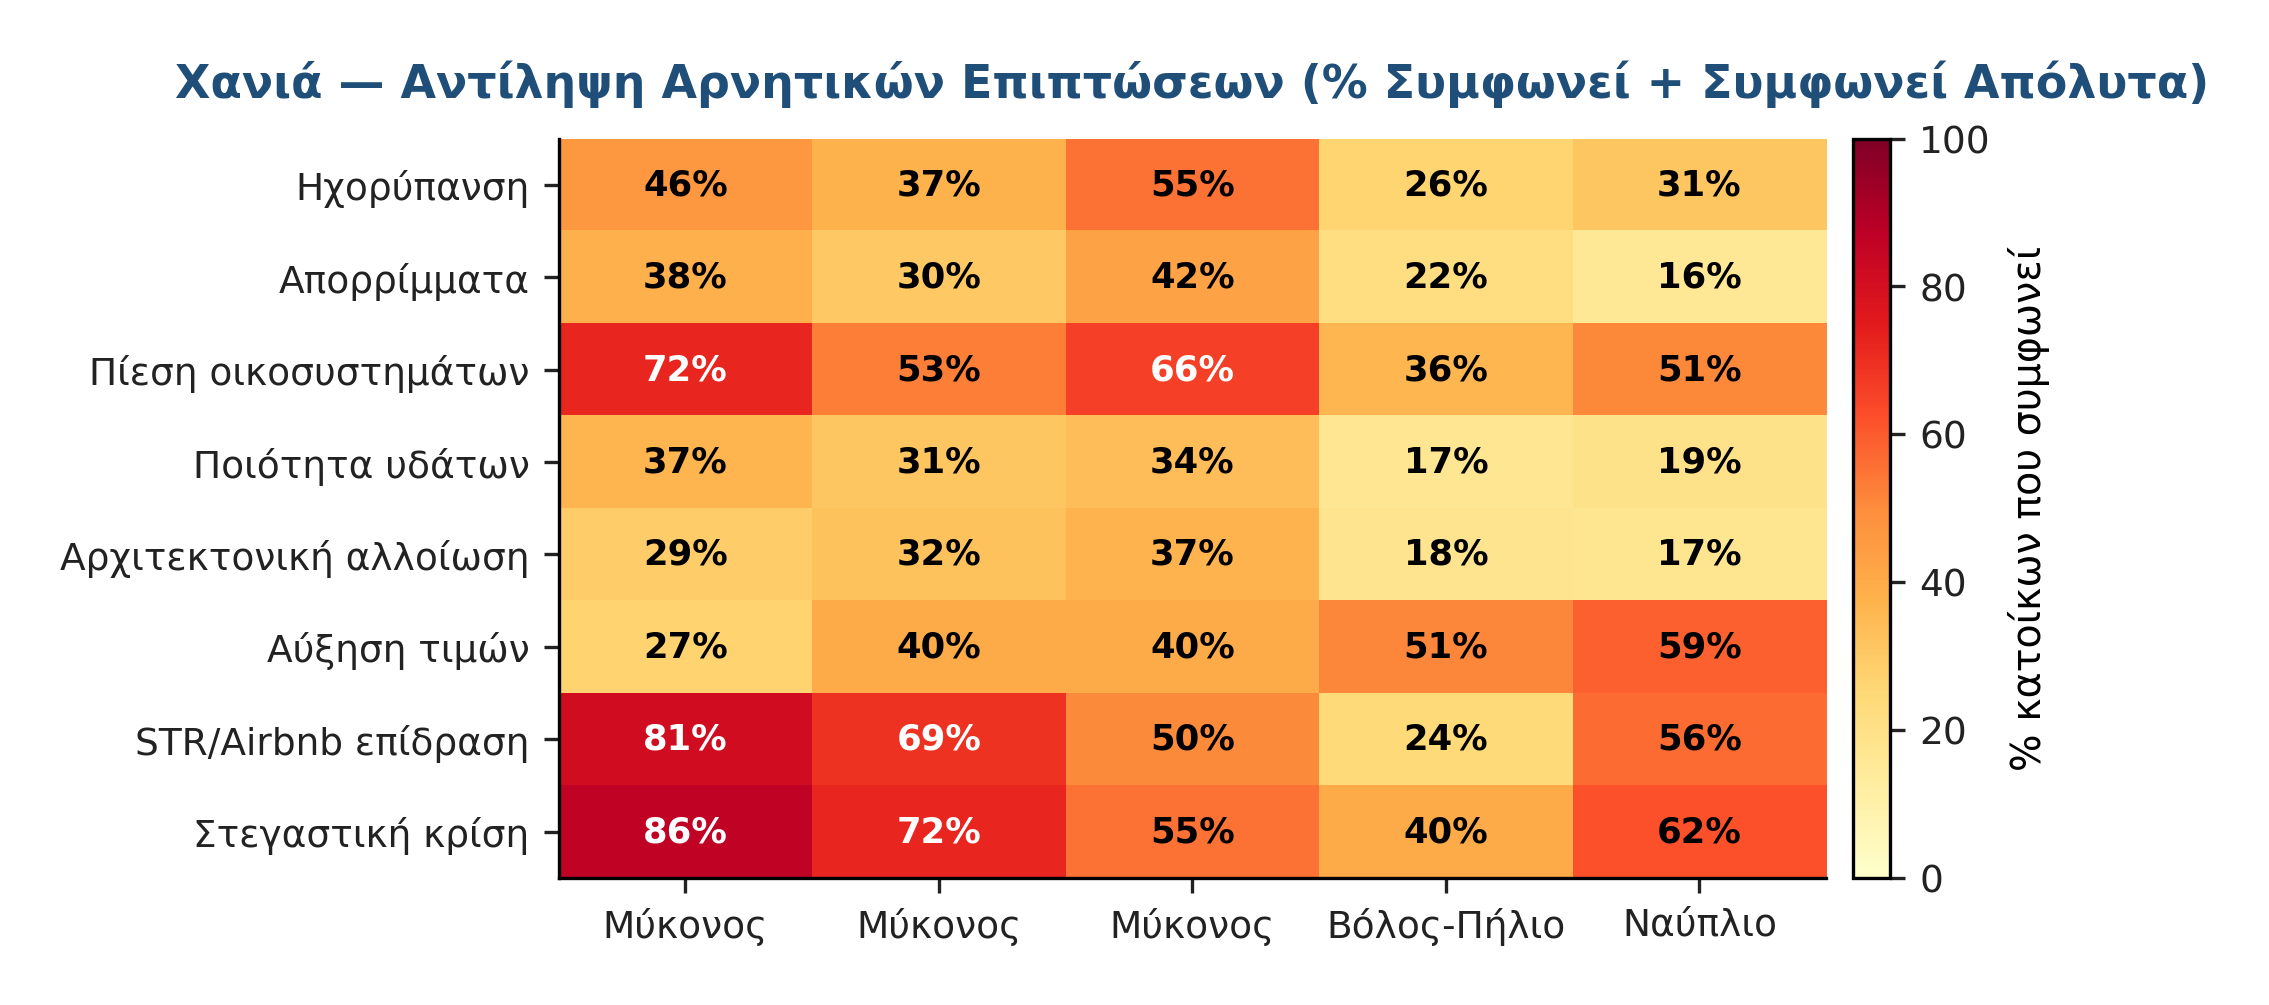 Χανιά — Αντίληψη Αρνητικών Επιπτώσεων (% Συμφωνεί + Συμφωνεί Απόλυτα)
Ηχορύπανση 46% 37% 55% 26% 31%
Απορρίμματα 38% 30% 42% 22% 16%
Πίεση οικοσυστημάτων 72% 53% 66% 36% 51%
Ποιότητα υδάτων 37% 31% 34% 17% 19%
Αρχιτεκτονική αλλοίωση 29% 32% 37% 18% 17%
Αύξηση τιμών 27% 40% 40% 51% 59%
STR/Airbnb επίδραση 81% 69% 50% 24% 56%
Στεγαστική κρίση 86% 72% 55% 40% 62%
Μύκονος Μύκονος Μύκονος Βόλος-Πήλιο Ναύπλιο
100
80
60
40
20
0
% κατοίκων που συμφωνεί